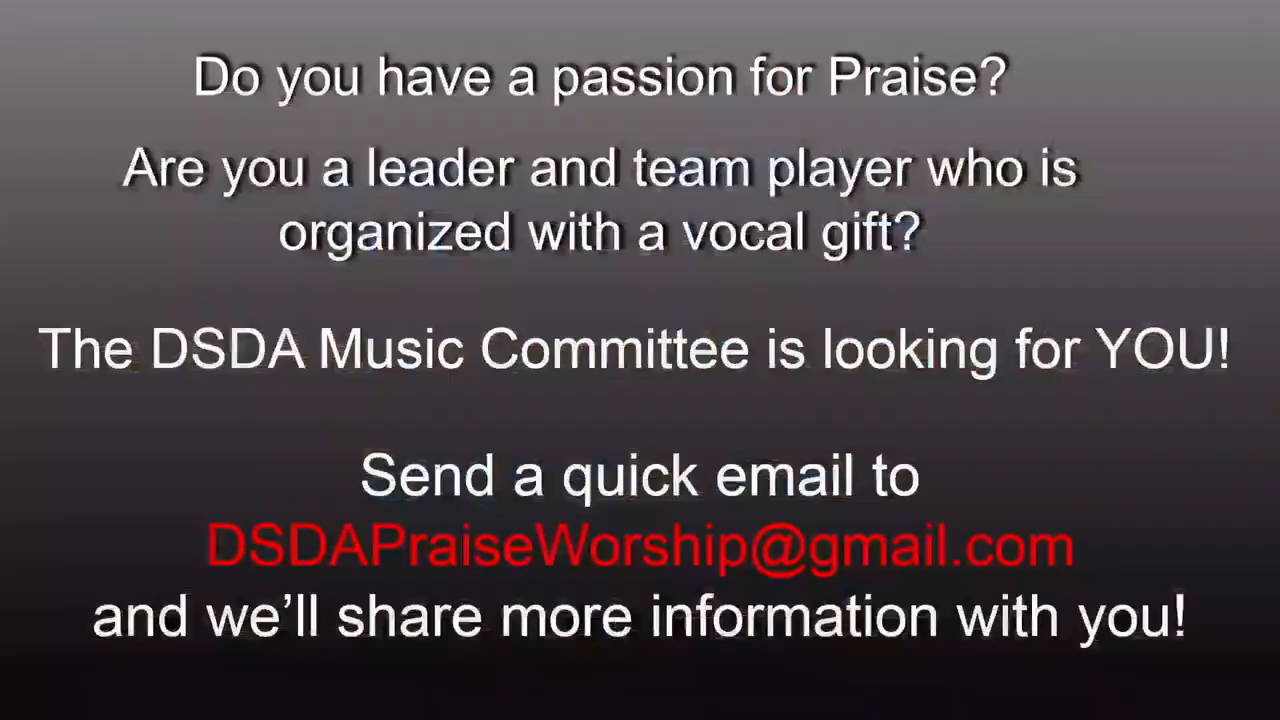 Do you have a passion for Praise?
Are you a leader and team player who is
organized with a vocal gift?
The DSDA Music Committee is looking for YOU!
Send a quick email to
DSDAPraiseWorship@gmail.com
and we’ll share more information with you!